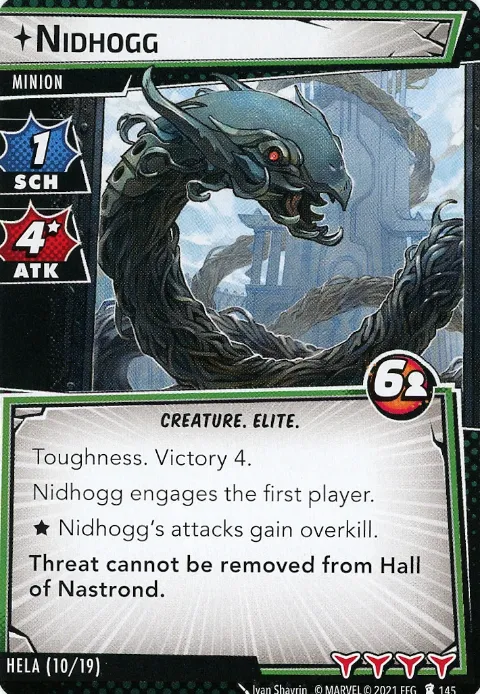 Nidhogg
MINION
1
SCH
4★
ATK
6
CREATURE. ELITE.
Toughness. Victory 4.
Nidhogg engages the first player.
★ Nidhogg's attacks gain overkill.
Threat cannot be removed from Hall
of Nastrond.
HELA (10/19)
Ivan Shavrin © MARVEL © 2021 FFG 145